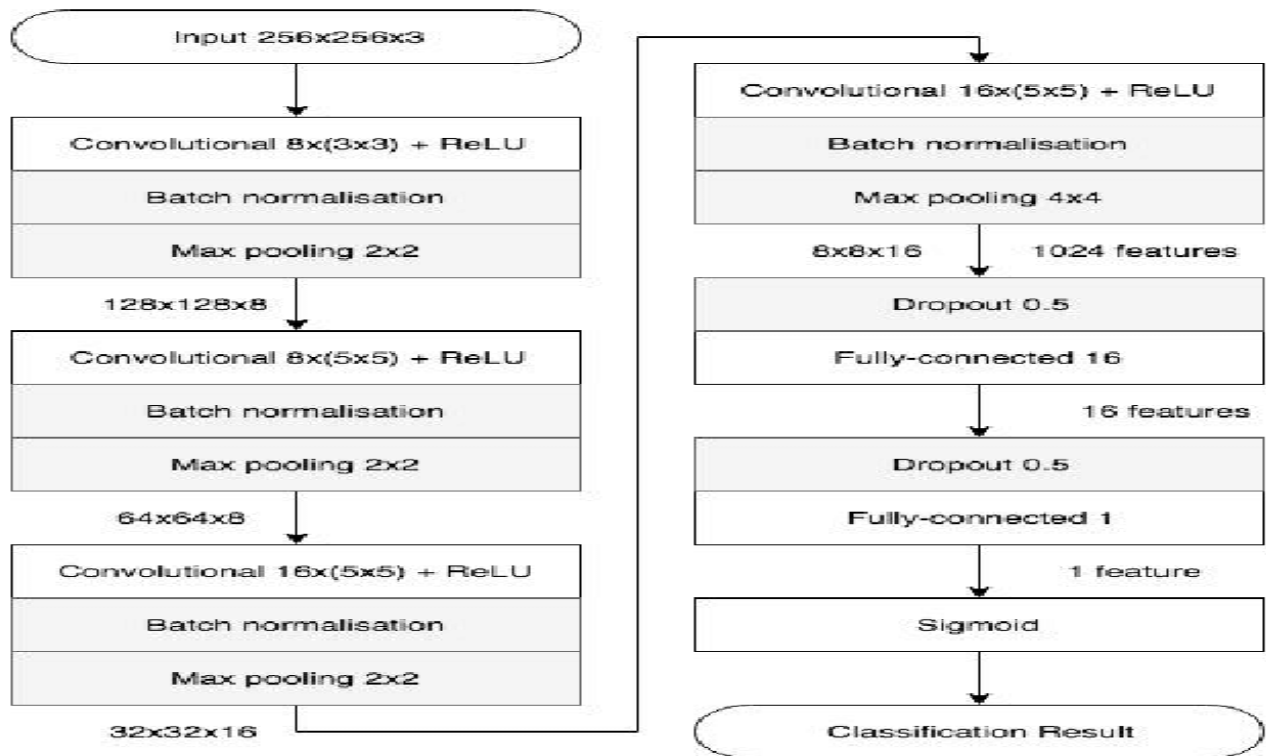 Input 256x256x3
Convolutional 8x(3x3) + ReLU
Batch normalisation
Max pooling 2x2
128x128x8
Convolutional 8x(5x5) + ReLU
Batch normalisation
Max pooling 2x2
64x64x8
Convolutional 16x(5x5) + ReLU
Batch normalisation
Max pooling 2x2
32x32x16
Convolutional 16x(5x5) + ReLU
Batch normalisation
Max pooling 4x4
8x8x16 1024 features
Dropout 0.5
Fully-connected 16
16 features
Dropout 0.5
Fully-connected 1
1 feature
Sigmoid
Classification Result